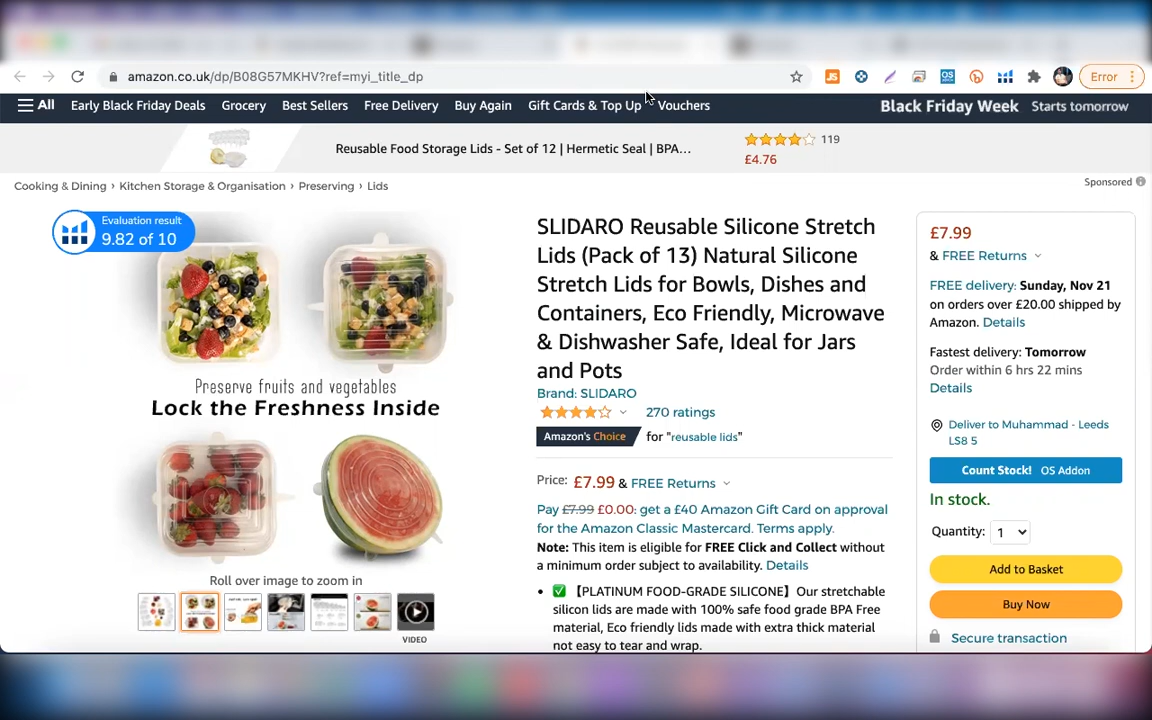 amazon.co.uk/dp/B08G57MKHV?ref=myi_title_dp
JS
OS
Error
All
Early Black Friday Deals
Grocery
Best Sellers
Free Delivery
Buy Again
Gift Cards & Top Up
Vouchers
Black Friday Week Starts tomorrow
Reusable Food Storage Lids - Set of 12 | Hermetic Seal | BPA…
119
£4.76
Cooking & Dining › Kitchen Storage & Organisation › Preserving › Lids
Sponsored
Evaluation result
9.82 of 10
Preserve fruits and vegetables
Lock the Freshness Inside
Roll over image to zoom in
VIDEO
SLIDARO Reusable Silicone Stretch
Lids (Pack of 13) Natural Silicone
Stretch Lids for Bowls, Dishes and
Containers, Eco Friendly, Microwave
& Dishwasher Safe, Ideal for Jars
and Pots
Brand: SLIDARO
270 ratings
Amazon's Choice for "reusable lids"
Price: £7.99 & FREE Returns
Pay £7.99 £0.00: get a £40 Amazon Gift Card on approval
for the Amazon Classic Mastercard. Terms apply.
Note: This item is eligible for FREE Click and Collect without
a minimum order subject to availability. Details
• ✅ 【PLATINUM FOOD-GRADE SILICONE】Our stretchable
silicon lids are made with 100% safe food grade BPA Free
material, Eco friendly lids made with extra thick material
not easy to tear and wrap.
£7.99
& FREE Returns
FREE delivery: Sunday, Nov 21
on orders over £20.00 shipped by
Amazon. Details
Fastest delivery: Tomorrow
Order within 6 hrs 22 mins
Details
Deliver to Muhammad - Leeds
LS8 5
Count Stock! OS Addon
In stock.
Quantity: 1
Add to Basket
Buy Now
Secure transaction